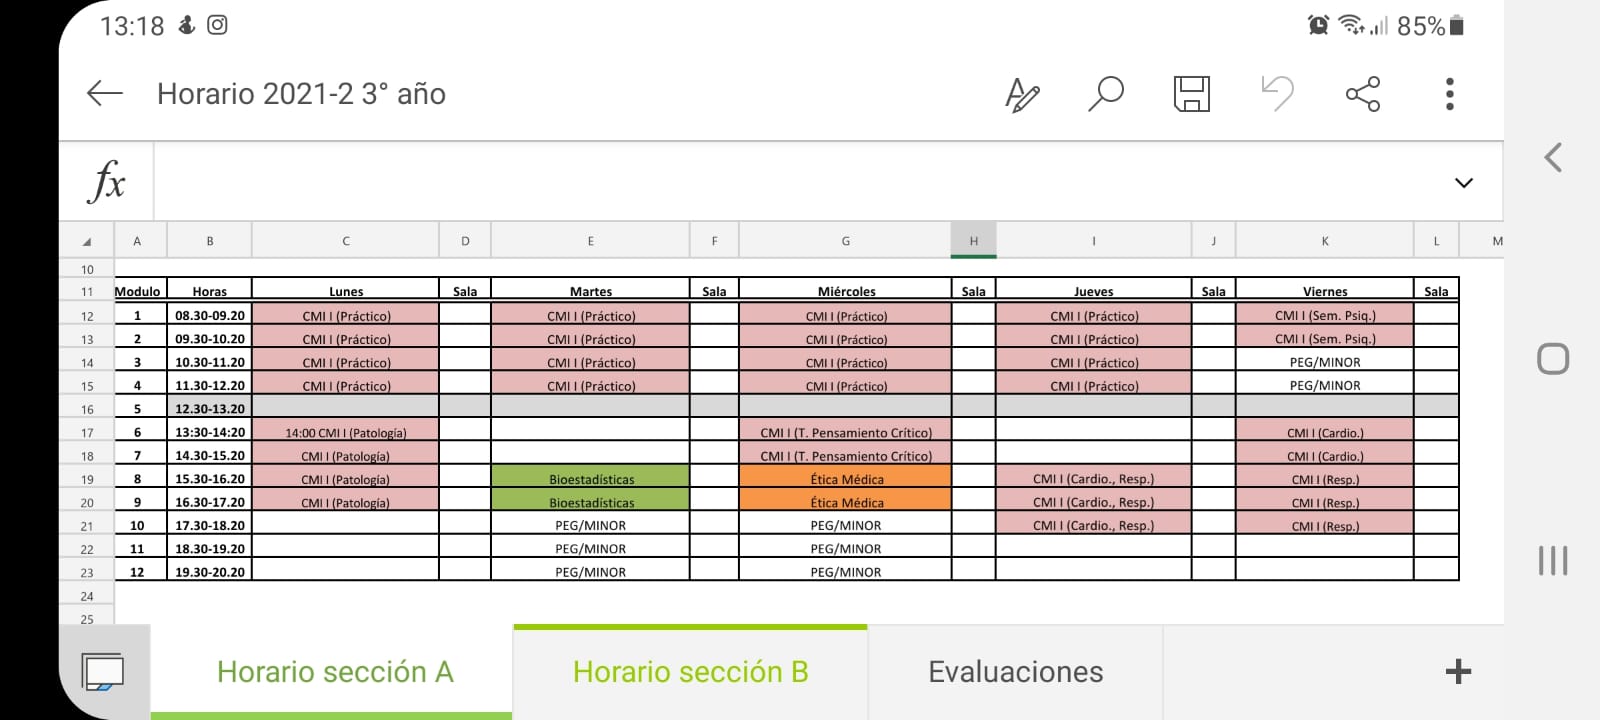 13:18 85%
Horario 2021-2 3° año
fx
A B C D E F G H I J K L M
10
11 Modulo Horas Lunes Sala Martes Sala Miércoles Sala Jueves Sala Viernes Sala
12 1 08.30-09.20 CMI I (Práctico) CMI I (Práctico) CMI I (Práctico) CMI I (Práctico) CMI I (Sem. Psiq.)
13 2 09.30-10.20 CMI I (Práctico) CMI I (Práctico) CMI I (Práctico) CMI I (Práctico) CMI I (Sem. Psiq.)
14 3 10.30-11.20 CMI I (Práctico) CMI I (Práctico) CMI I (Práctico) CMI I (Práctico) PEG/MINOR
15 4 11.30-12.20 CMI I (Práctico) CMI I (Práctico) CMI I (Práctico) CMI I (Práctico) PEG/MINOR
16 5 12.30-13.20
17 6 13:30-14:20 14:00 CMI I (Patología) CMI I (T. Pensamiento Crítico) CMI I (Cardio.)
18 7 14.30-15.20 CMI I (Patología) CMI I (T. Pensamiento Crítico) CMI I (Cardio.)
19 8 15.30-16.20 CMI I (Patología) Bioestadísticas Ética Médica CMI I (Cardio., Resp.) CMI I (Resp.)
20 9 16.30-17.20 CMI I (Patología) Bioestadísticas Ética Médica CMI I (Cardio., Resp.) CMI I (Resp.)
21 10 17.30-18.20 PEG/MINOR PEG/MINOR CMI I (Cardio., Resp.) CMI I (Resp.)
22 11 18.30-19.20 PEG/MINOR PEG/MINOR
23 12 19.30-20.20 PEG/MINOR PEG/MINOR
24
25
Horario sección A Horario sección B Evaluaciones +